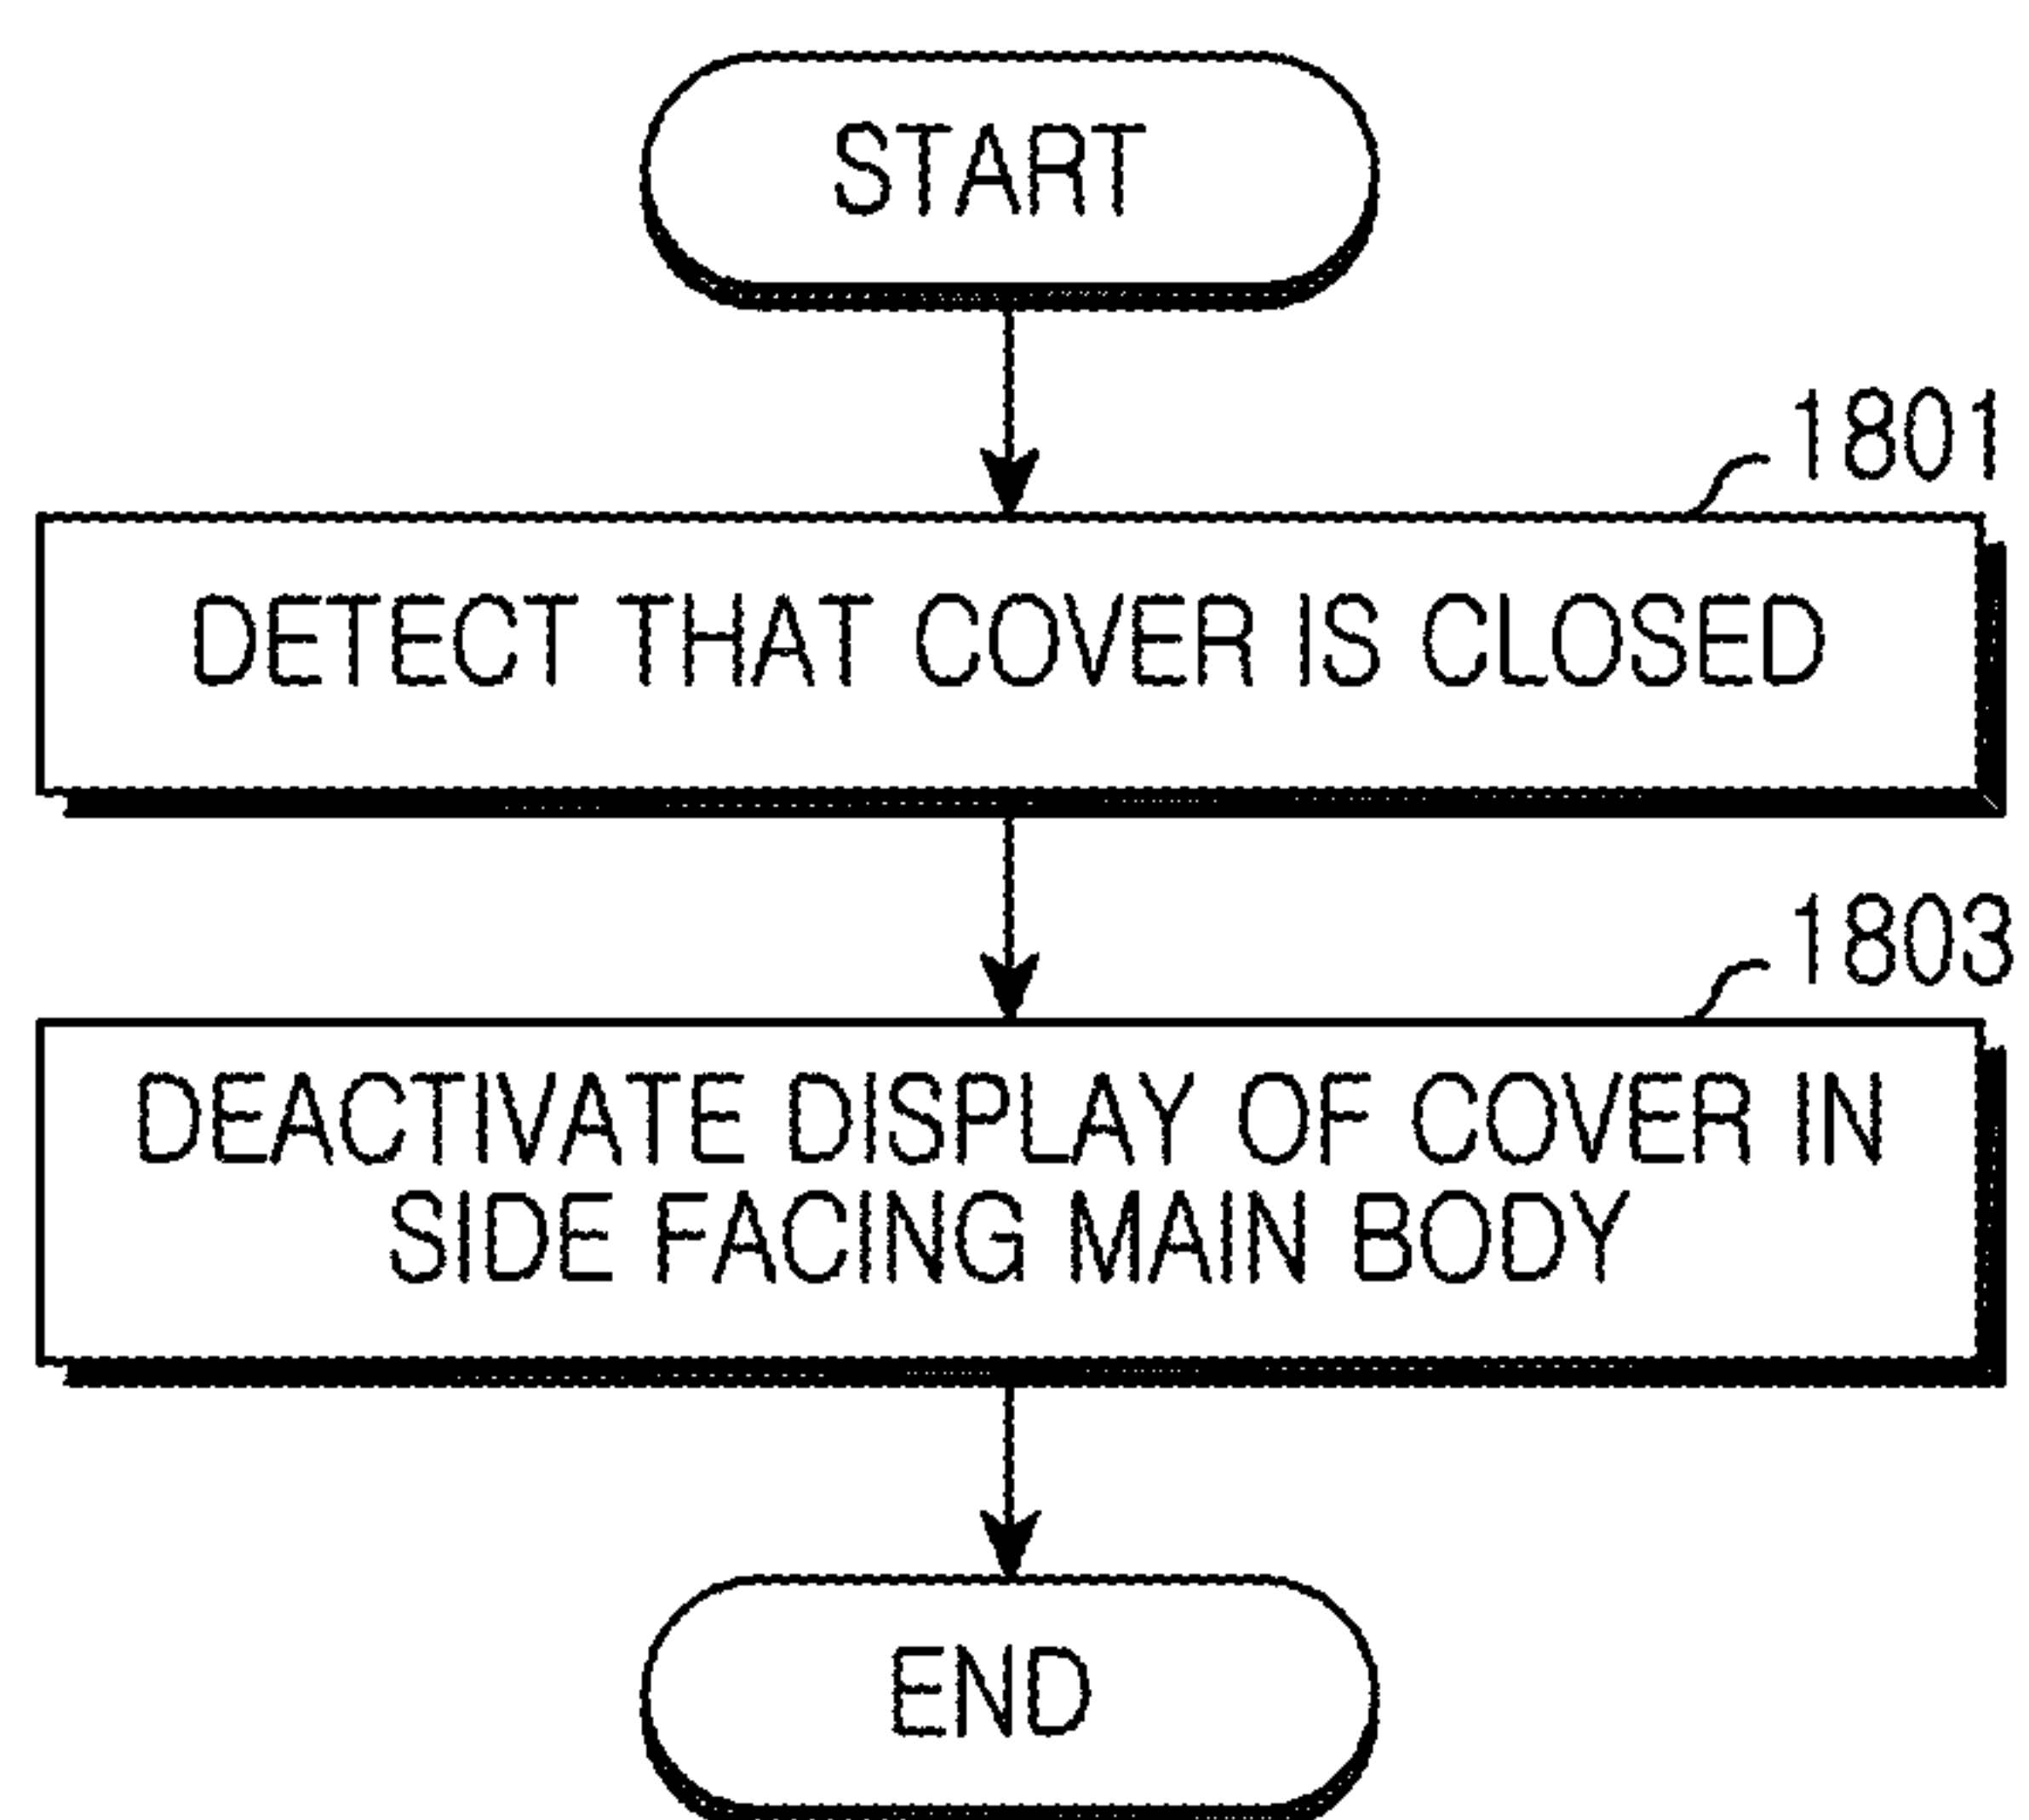 START
1801
DETECT THAT COVER IS CLOSED
1803
DEACTIVATE DISPLAY OF COVER IN
SIDE FACING MAIN BODY
END